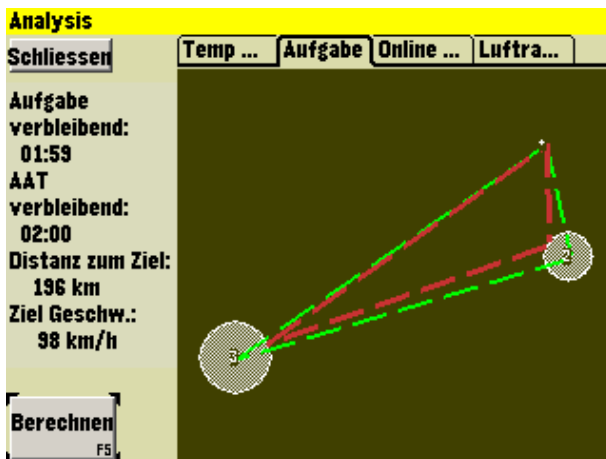 Analysis
Schliessen
Temp ...
Aufgabe
Online ...
Luftra...
Aufgabe
verbleibend:
01:59
AAT
verbleibend:
02:00
Distanz zum Ziel:
196 km
Ziel Geschw.:
98 km/h
Berechnen
F5
2
3